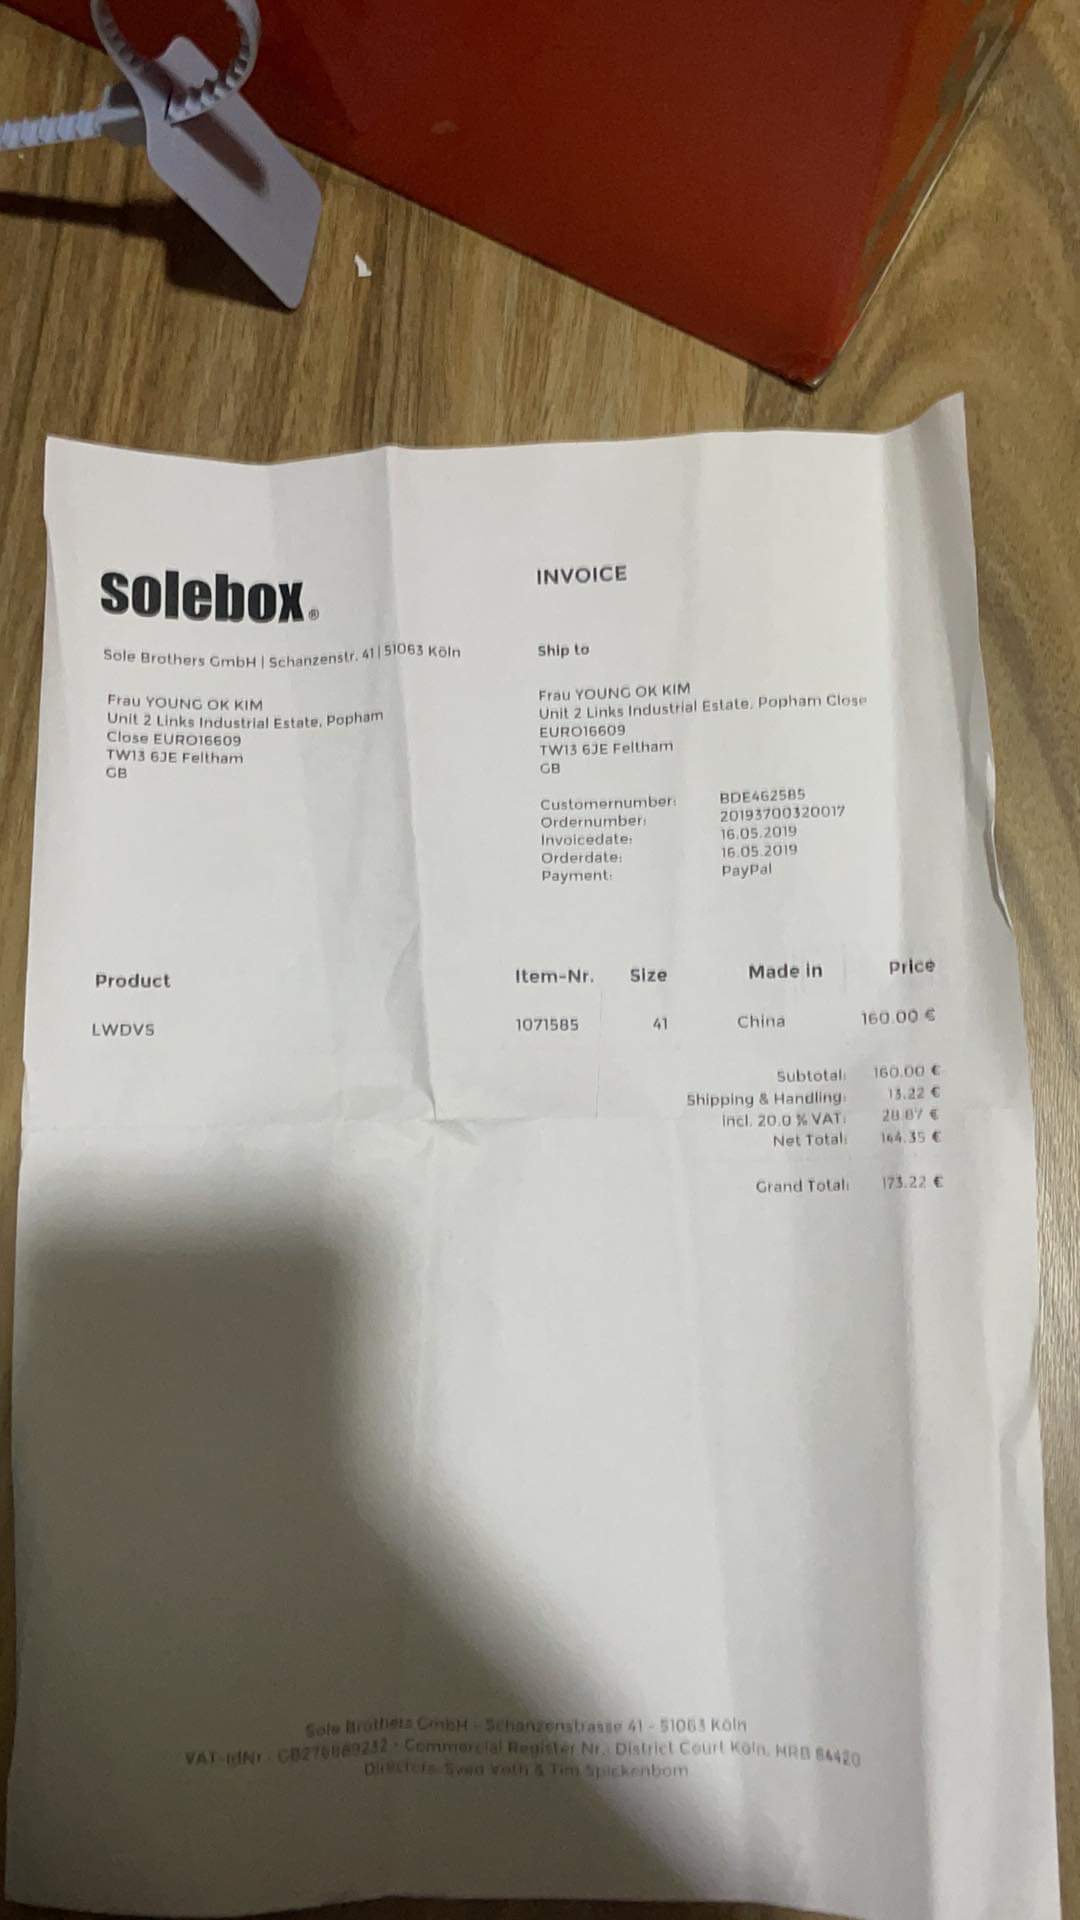 solebox®
INVOICE
Sole Brothers GmbH | Schanzenstr. 41 | 51063 Köln
Ship to
Frau YOUNG OK KIM
Unit 2 Links Industrial Estate, Popham
Close EURO16609
TW13 6JE Feltham
GB
Frau YOUNG OK KIM
Unit 2 Links Industrial Estate, Popham Close
EURO16609
TW13 6JE Feltham
GB
Customernumber: BDE462585
Ordernumber: 20193700320017
Invoicedate: 16.05.2019
Orderdate: 16.05.2019
Payment: PayPal
Product Item-Nr. Size Made in Price
LWDVS 1071585 41 China 160.00 €
Subtotal: 160.00 €
Shipping & Handling: 13.22 €
incl. 20.0 % VAT: 28.87 €
Net Total: 144.35 €
Grand Total: 173.22 €
Sole Brothers GmbH - Schanzenstrasse 41 - 51063 Köln
VAT-IdNr · Commercial Register Nr.: District Court Köln, HRB 84420
Directors: & Tim Spickenbom